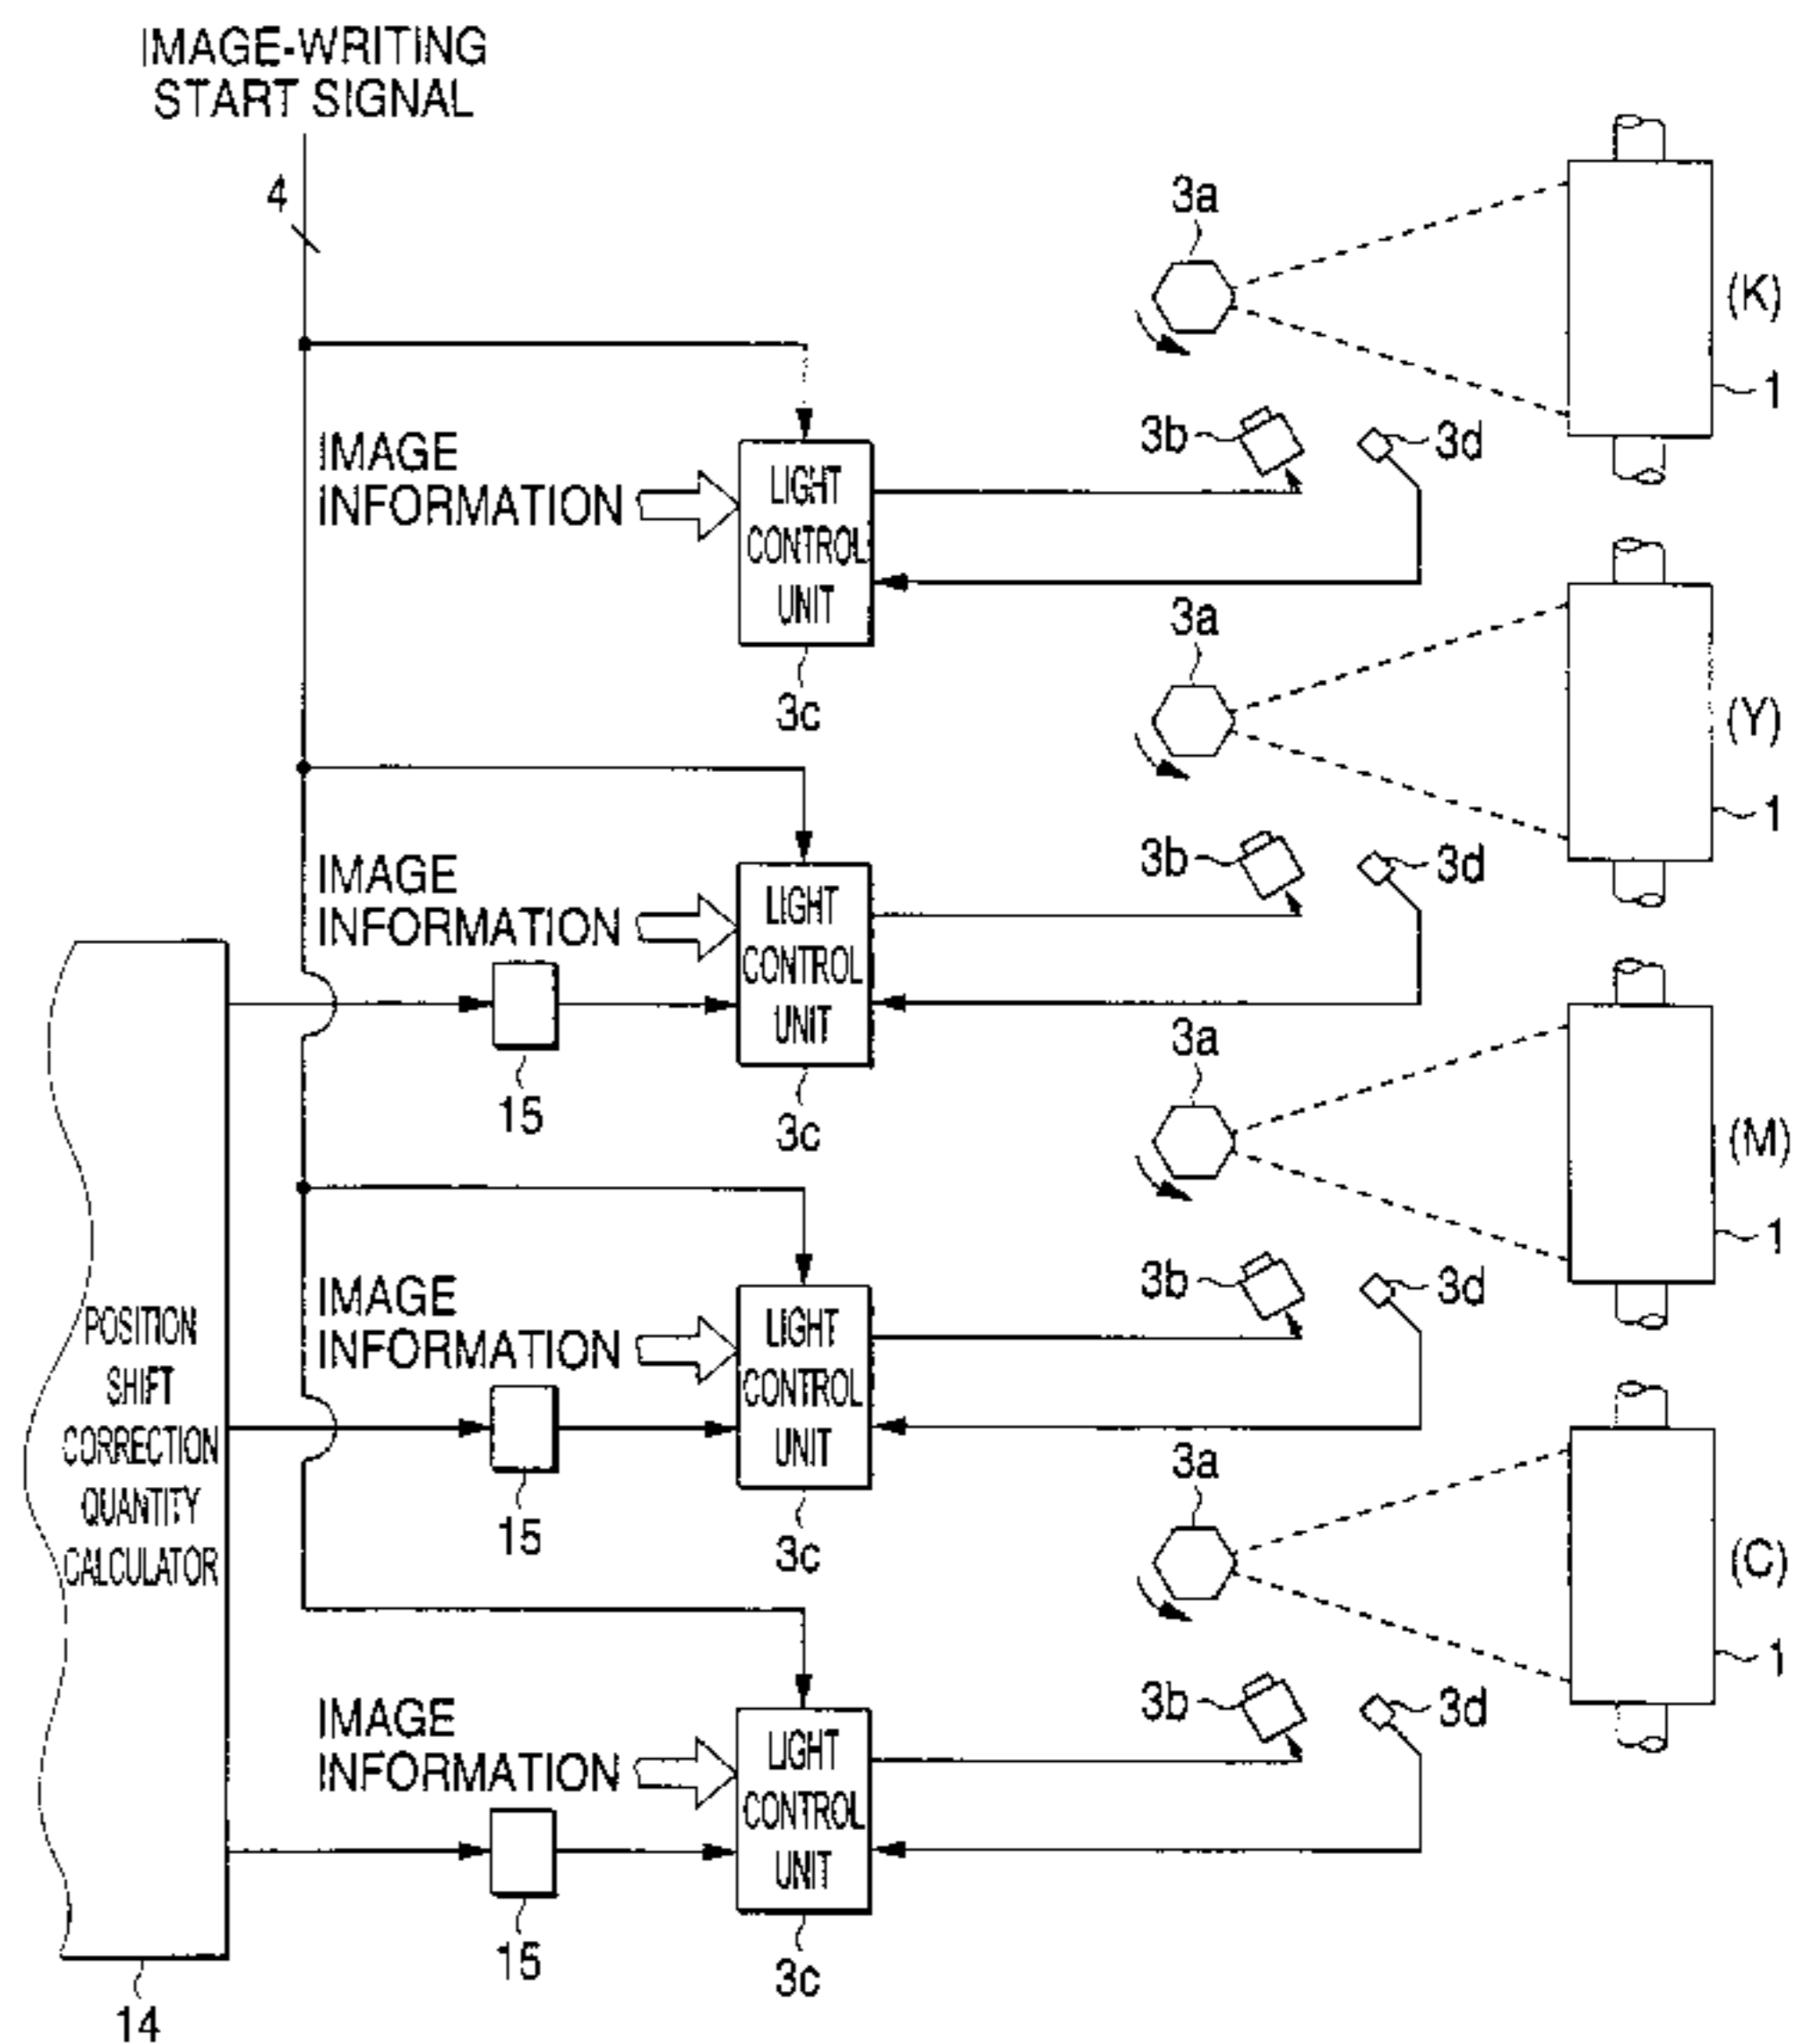 IMAGE-WRITING
START SIGNAL
4
3a
(K)
1
IMAGE
INFORMATION
LIGHT
CONTROL
UNIT
3b
3d
3c
3a
(Y)
1
IMAGE
INFORMATION
LIGHT
CONTROL
UNIT
3b
3d
15
3c
3a
(M)
1
IMAGE
INFORMATION
LIGHT
CONTROL
UNIT
3b
3d
15
3c
POSITION
SHIFT
CORRECTION
QUANTITY
CALCULATOR
3a
(C)
1
IMAGE
INFORMATION
LIGHT
CONTROL
UNIT
3b
3d
15
3c
14